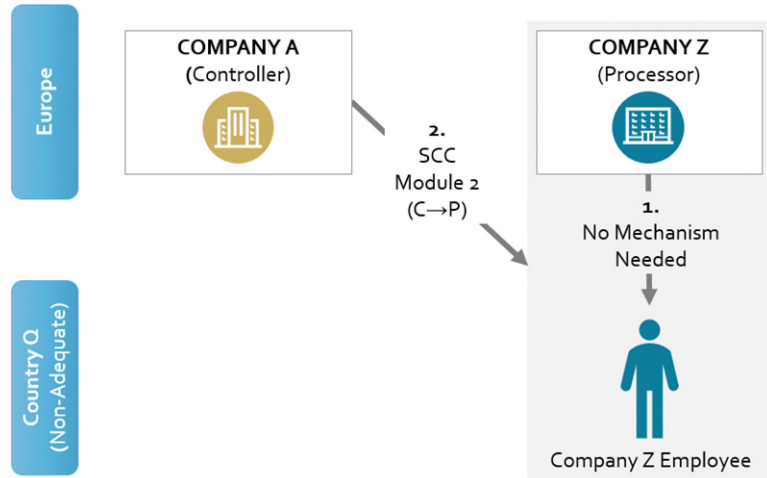 Europe
COMPANY A
(Controller)
COMPANY Z
(Processor)
2.
SCC
Module 2
(C→P)
1.
No Mechanism
Needed
Country Q
(Non-Adequate)
Company Z Employee